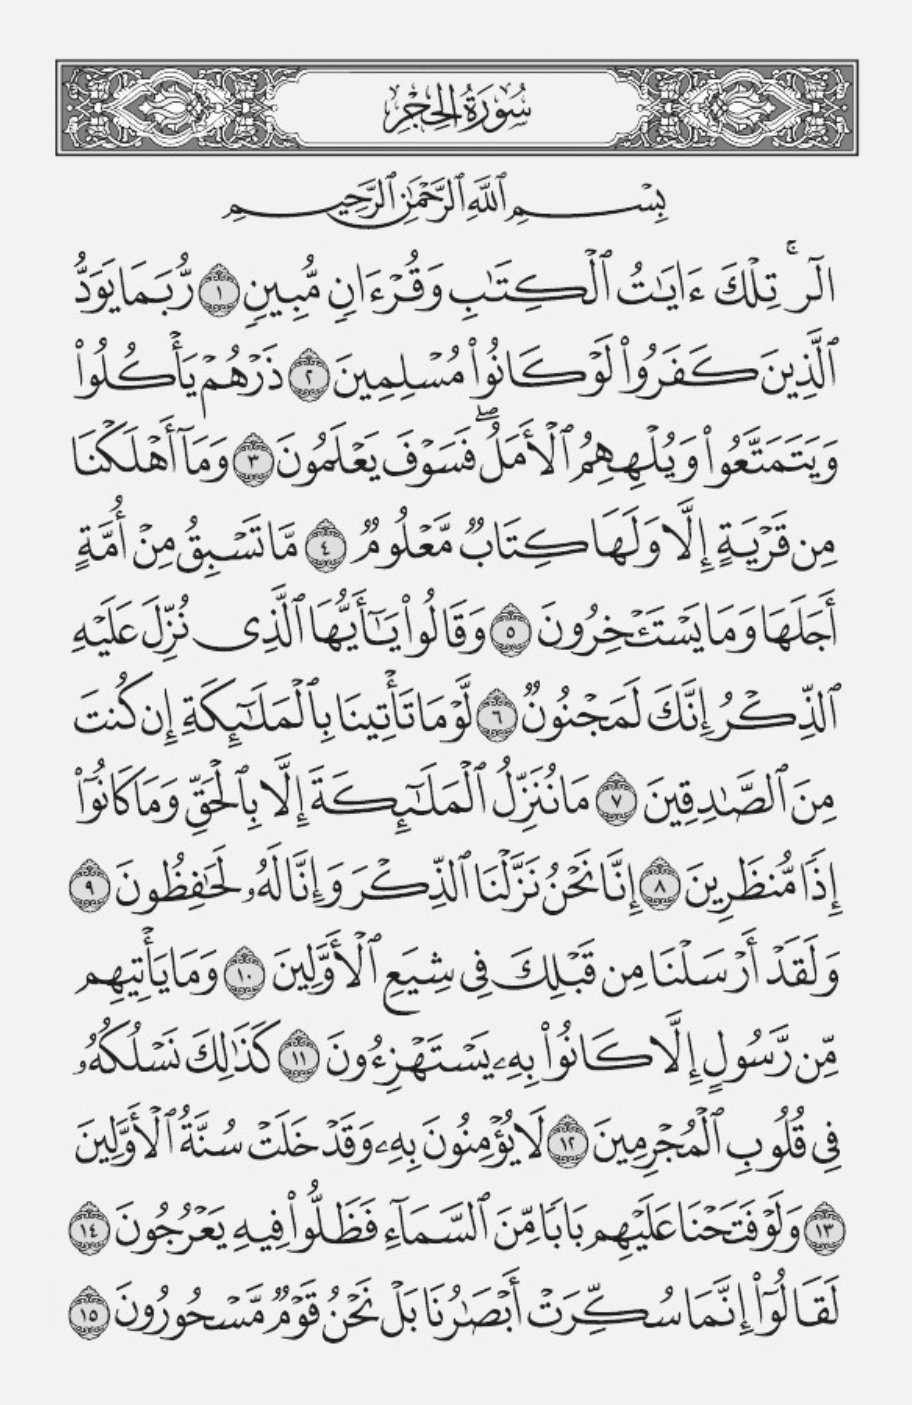 سُورَةُ الحِجْرِ
بِسْمِ ٱللَّهِ ٱلرَّحْمَٰنِ ٱلرَّحِيمِ
الٓرۚ تِلْكَ ءَايَٰتُ ٱلْكِتَٰبِ وَقُرْءَانٖ مُّبِينٖ ١ رُّبَمَا يَوَدُّ
ٱلَّذِينَ كَفَرُواْ لَوْ كَانُواْ مُسْلِمِينَ ٢ ذَرْهُمْ يَأْكُلُواْ
وَيَتَمَتَّعُواْ وَيُلْهِهِمُ ٱلْأَمَلُۖ فَسَوْفَ يَعْلَمُونَ ٣ وَمَآ أَهْلَكْنَا
مِن قَرْيَةٍ إِلَّا وَلَهَا كِتَابٞ مَّعْلُومٞ ٤ مَّا تَسْبِقُ مِنْ أُمَّةٍ
أَجَلَهَا وَمَا يَسْتَـْٔخِرُونَ ٥ وَقَالُواْ يَٰٓأَيُّهَا ٱلَّذِي نُزِّلَ عَلَيْهِ
ٱلذِّكْرُ إِنَّكَ لَمَجْنُونٞ ٦ لَّوْ مَا تَأْتِينَا بِٱلْمَلَٰٓئِكَةِ إِن كُنتَ
مِنَ ٱلصَّٰدِقِينَ ٧ مَا نُنَزِّلُ ٱلْمَلَٰٓئِكَةَ إِلَّا بِٱلْحَقِّ وَمَا كَانُوٓاْ
إِذٗا مُّنظَرِينَ ٨ إِنَّا نَحْنُ نَزَّلْنَا ٱلذِّكْرَ وَإِنَّا لَهُۥ لَحَٰفِظُونَ ٩
وَلَقَدْ أَرْسَلْنَا مِن قَبْلِكَ فِي شِيَعِ ٱلْأَوَّلِينَ ١٠ وَمَا يَأْتِيهِم
مِّن رَّسُولٍ إِلَّا كَانُواْ بِهِۦ يَسْتَهْزِءُونَ ١١ كَذَٰلِكَ نَسْلُكُهُۥ
فِي قُلُوبِ ٱلْمُجْرِمِينَ ١٢ لَا يُؤْمِنُونَ بِهِۦ وَقَدْ خَلَتْ سُنَّةُ ٱلْأَوَّلِينَ
١٣ وَلَوْ فَتَحْنَا عَلَيْهِم بَابٗا مِّنَ ٱلسَّمَآءِ فَظَلُّواْ فِيهِ يَعْرُجُونَ ١٤
لَقَالُوٓاْ إِنَّمَا سُكِّرَتْ أَبْصَٰرُنَا بَلْ نَحْنُ قَوْمٞ مَّسْحُورُونَ ١٥